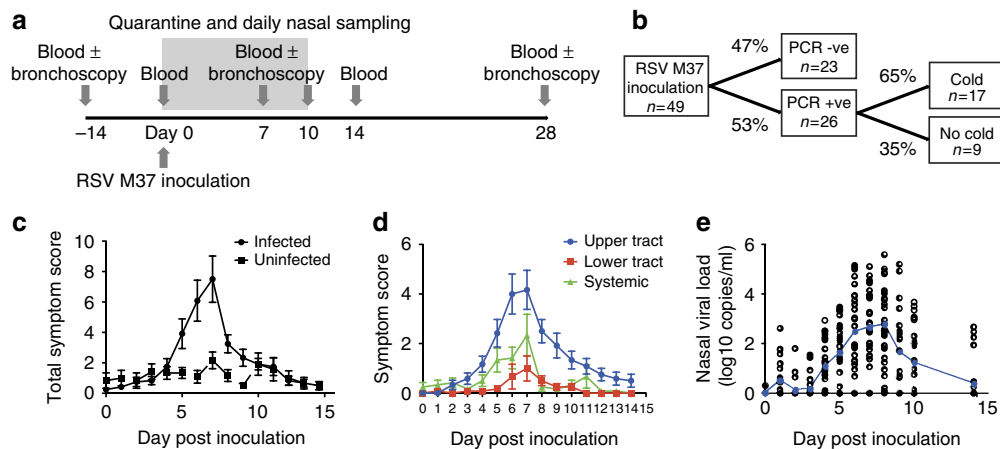 a
Quarantine and daily nasal sampling
Blood ±
bronchoscopy
Blood
Blood ±
bronchoscopy
Blood
Blood ±
bronchoscopy
–14
Day 0
7
10
14
28
RSV M37 inoculation
b
RSV M37
inoculation
n=49
47%
PCR -ve
n=23
53%
PCR +ve
n=26
65%
Cold
n=17
35%
No cold
n=9
c
Total symptom score
10
8
6
4
2
0
Infected
Uninfected
0 5 10 15
Day post inoculation
d
Symptom score
6
4
2
0
Upper tract
Lower tract
Systemic
0 1 2 3 4 5 6 7 8 9 10 11 12 13 14 15
Day post inoculation
e
Nasal viral load
(log10 copies/ml)
6
4
2
0
0 5 10 15
Day post inoculation